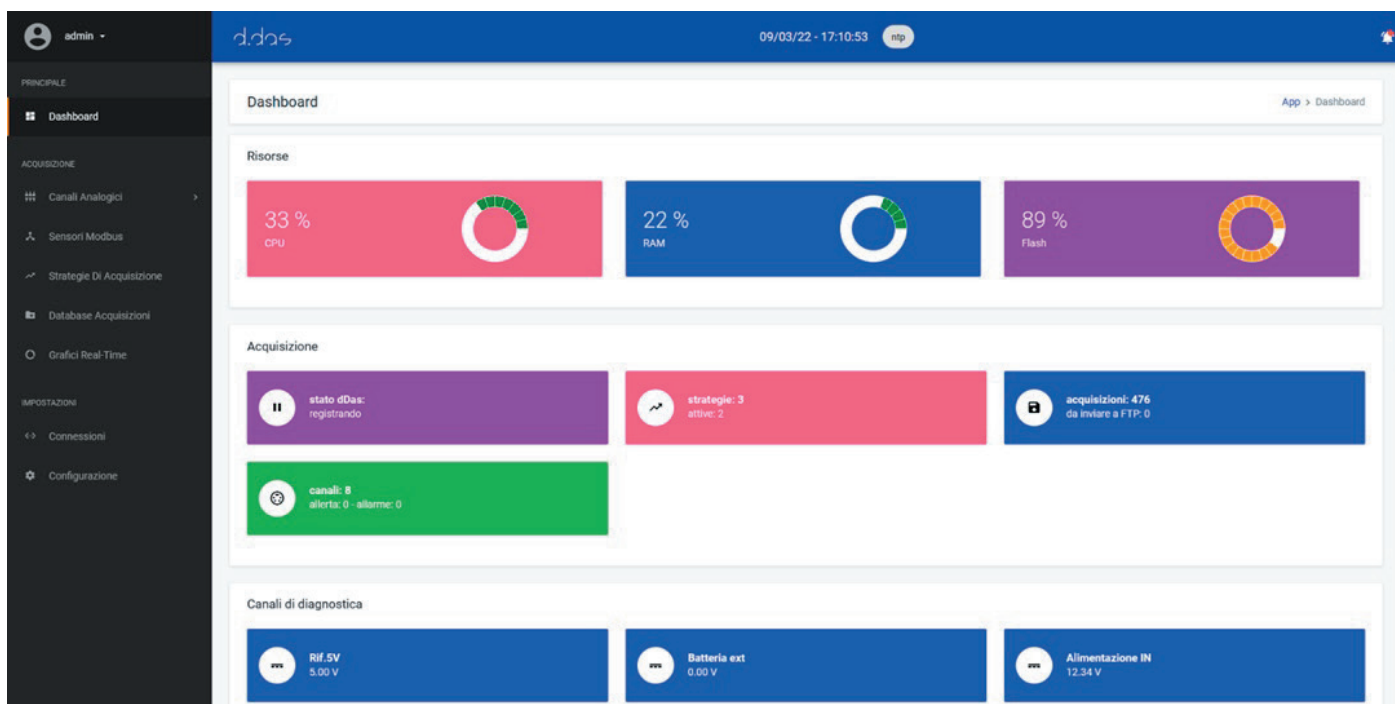 admin
d.das
09/03/22 - 17:10:53
ntp
PRINCIPALE
Dashboard
ACQUISIZIONE
Canali Analogici
Sensori Modbus
Strategie Di Acquisizione
Database Acquisizioni
Grafici Real-Time
IMPOSTAZIONI
Connessioni
Configurazione
Dashboard
App > Dashboard
Risorse
33 %
CPU
22 %
RAM
89 %
Flash
Acquisizione
stato dDas:
registrando
strategie: 3
attive: 2
acquisizioni: 476
da inviare a FTP: 0
canali: 8
allerta: 0 - allarme: 0
Canali di diagnostica
Rif.5V
5.00 V
Batteria ext
0.00 V
Alimentazione IN
12.34 V